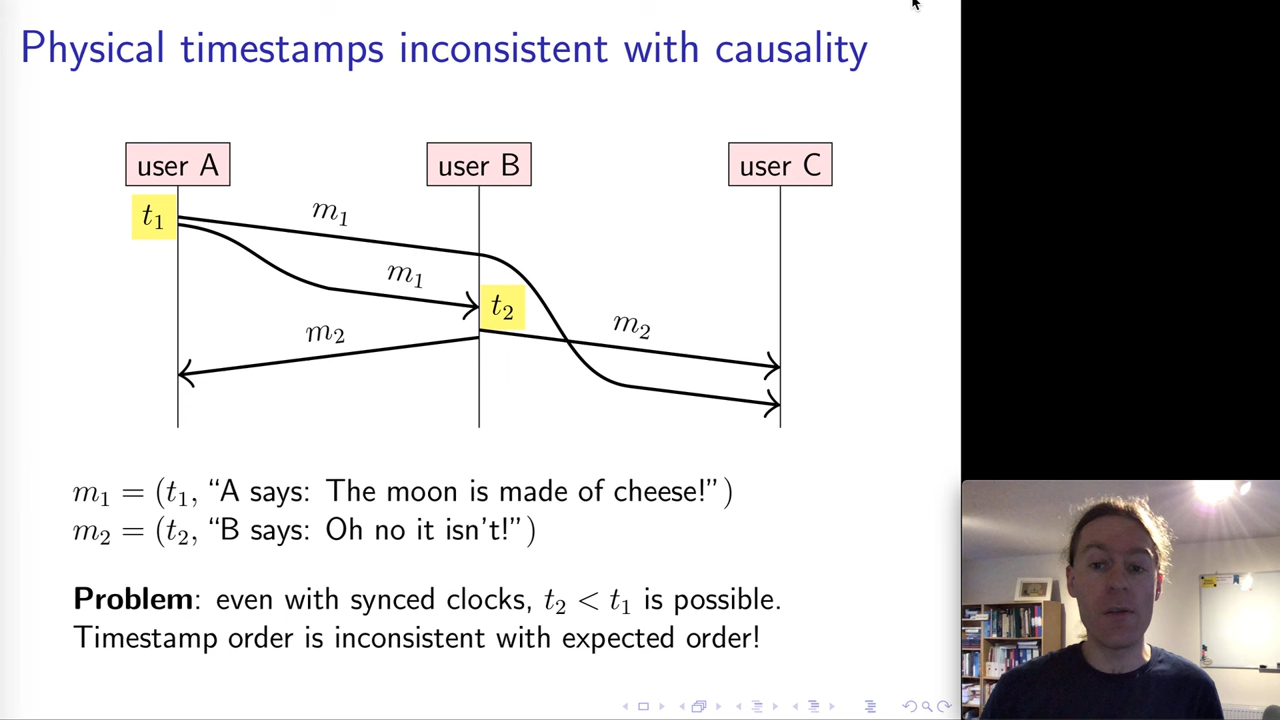 Physical timestamps inconsistent with causality
user A
user B
user C
t₁
m₁
m₁
t₂
m₂
m₂
m₁ = (t₁, “A says: The moon is made of cheese!”)
m₂ = (t₂, “B says: Oh no it isn't!”)
Problem: even with synced clocks, t₂ < t₁ is possible.
Timestamp order is inconsistent with expected order!